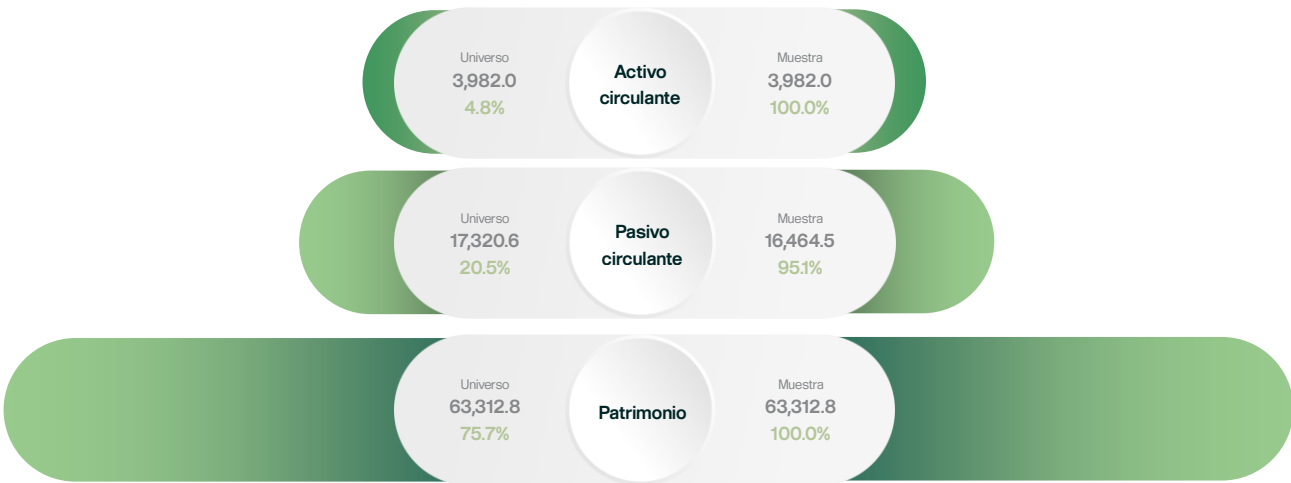 Universo
3,982.0
4.8%
Activo
circulante
Muestra
3,982.0
100.0%
Universo
17,320.6
20.5%
Pasivo
circulante
Muestra
16,464.5
95.1%
Universo
63,312.8
75.7%
Patrimonio
Muestra
63,312.8
100.0%